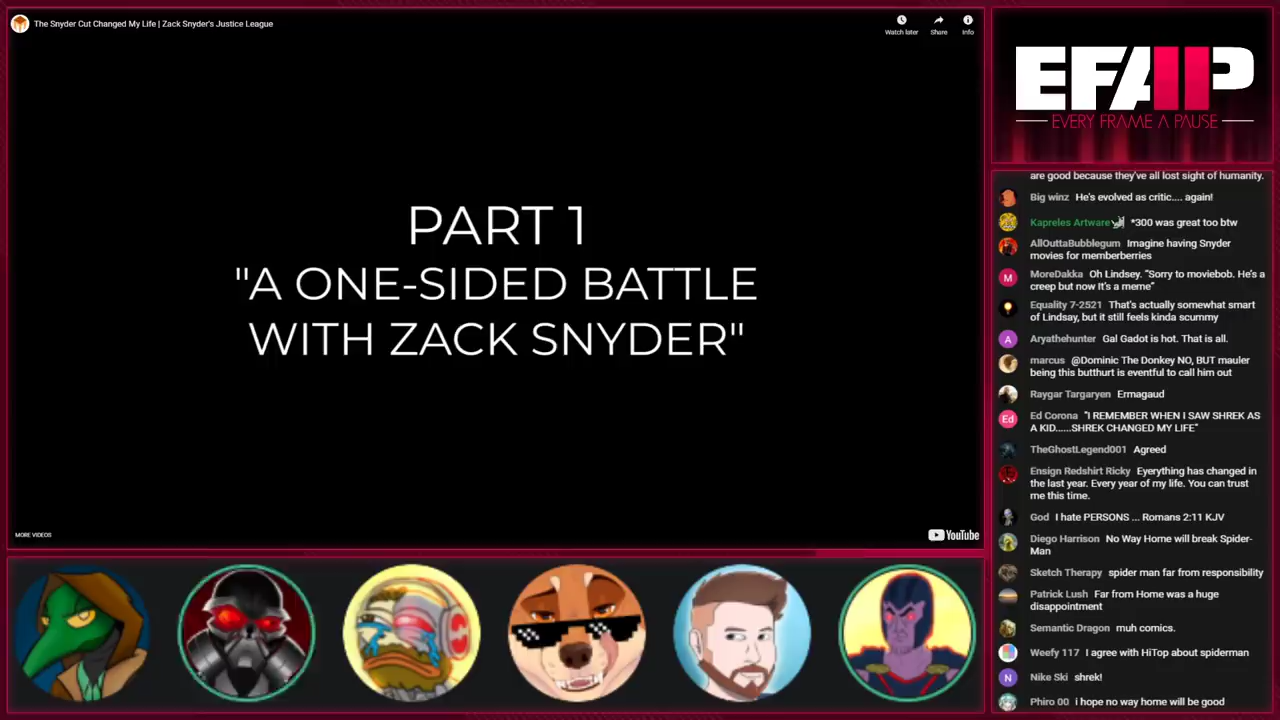 The Snyder Cut Changed My Life | Zack Snyder's Justice League
Watch later
Share
Info
PART 1
"A ONE-SIDED BATTLE
WITH ZACK SNYDER"
MORE VIDEOS
YouTube
EFAP
EVERY FRAME A PAUSE
are good because they've all lost sight of humanity.
Big winz He's evolved as critic.... again!
Kapreles Artware *300 was great too btw
AllOuttaBubblegum Imagine having Snyder
movies for memberberries
M
MoreDakka Oh Lindsey. "Sorry to moviebob. He's a
creep but now It's a meme"
Equality 7-2521 That's actually somewhat smart
of Lindsay, but it still feels kinda scummy
A
Aryathehunter Gal Gadot is hot. That is all.
marcus @Dominic The Donkey NO, BUT mauler
being this butthurt is eventful to call him out
Raygar Targaryen Ermagaud
Ed
Ed Corona "I REMEMBER WHEN I SAW SHREK AS
A KID......SHREK CHANGED MY LIFE"
TheGhostLegend001 Agreed
Ensign Redshirt Ricky Eyerything has changed in
the last year. Every year of my life. You can trust
me this time.
God I hate PERSONS ... Romans 2:11 KJV
Diego Harrison No Way Home will break Spider-
Man
Sketch Therapy spider man far from responsibility
Patrick Lush Far from Home was a huge
disappointment
Semantic Dragon muh comics.
Weefy 117 I agree with HiTop about spiderman
N
Nike Ski shrek!
Phiro 00 i hope no way home will be good